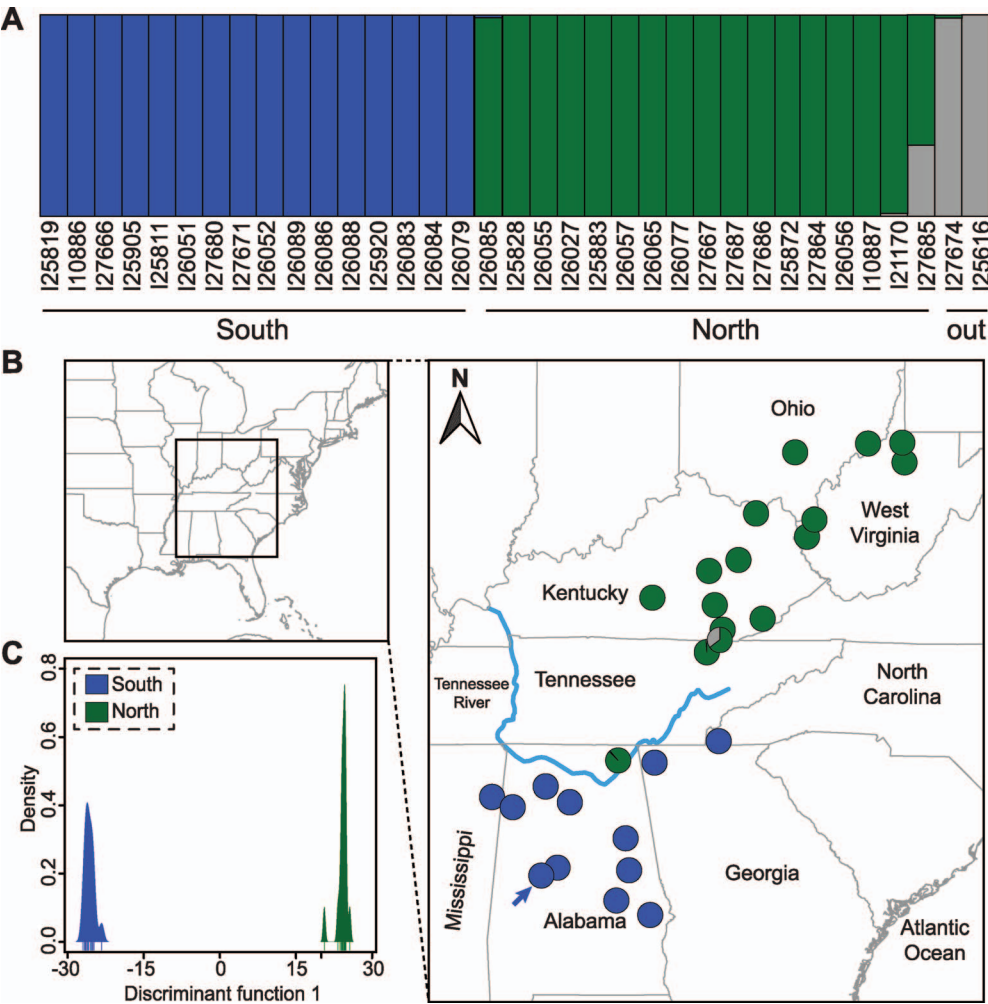 A
I25819
I10886
I27666
I25905
I25811
I26051
I27680
I27671
I26052
I26089
I26086
I26088
I25920
I26083
I26084
I26079
I26085
I25828
I26055
I26027
I25883
I26057
I26065
I26077
I27667
I27687
I27686
I25872
I27864
I26056
I10887
I21170
I27685
I27674
I25616
South
North
out
B
N
Ohio
West
Virginia
Kentucky
Tennessee
River
Tennessee
North
Carolina
Mississippi
Alabama
Georgia
Atlantic
Ocean
C
South
North
Density
0.8
0.6
0.4
0.2
0.0
-30
-15
0
15
30
Discriminant function 1